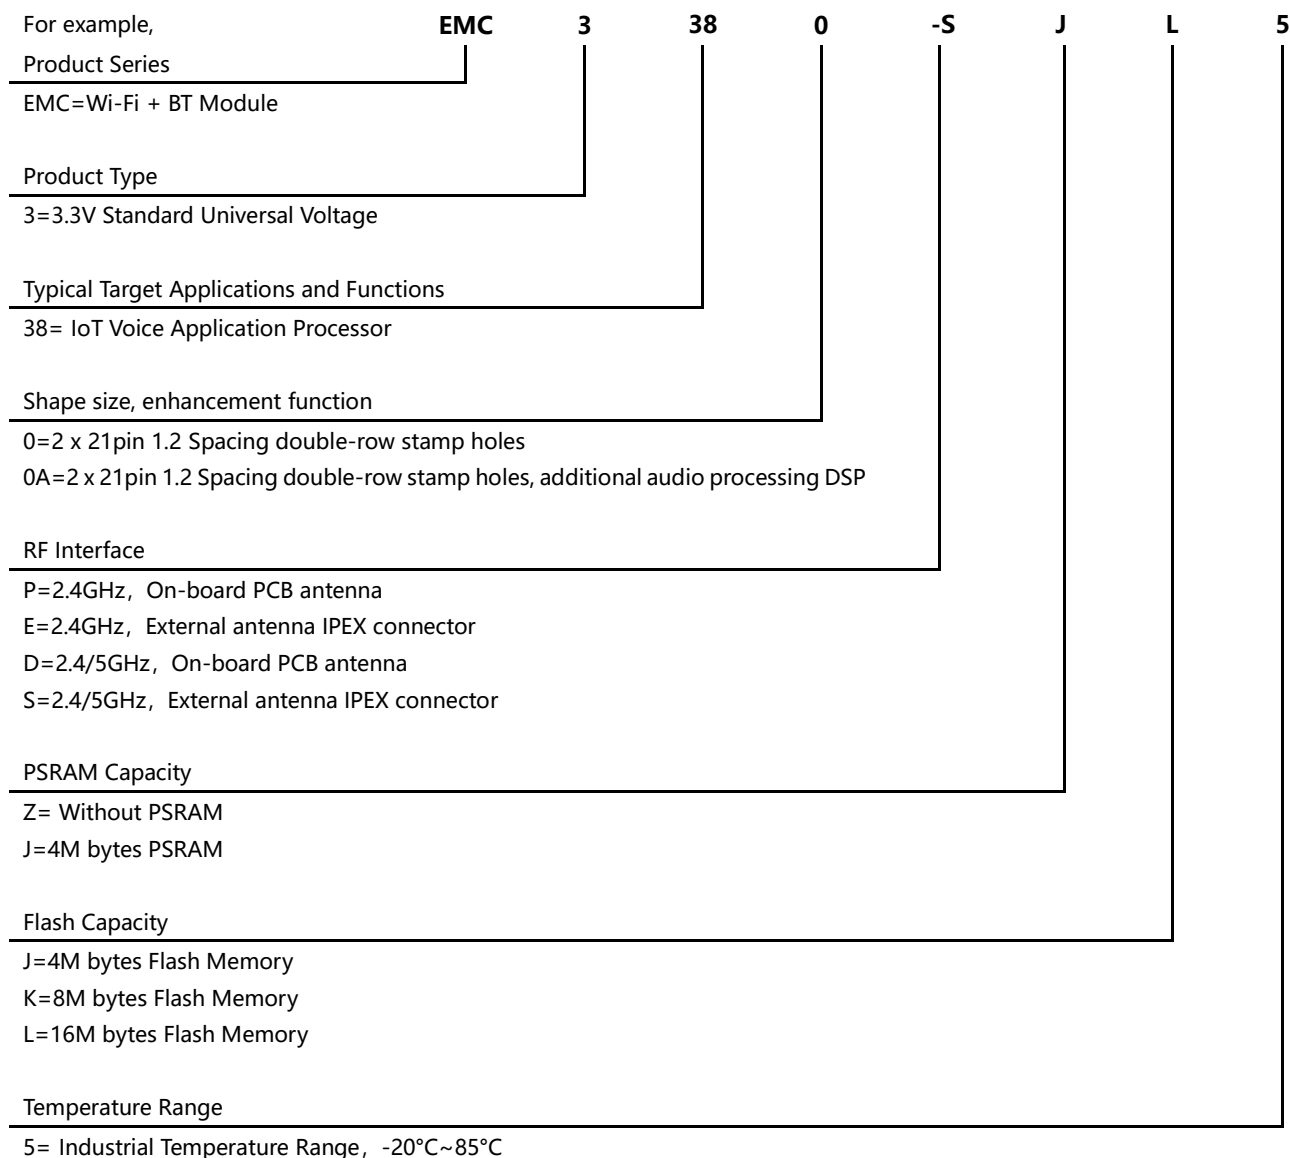 For example, EMC 3 38 0 -S J L 5
Product Series
EMC=Wi-Fi + BT Module
Product Type
3=3.3V Standard Universal Voltage
Typical Target Applications and Functions
38= IoT Voice Application Processor
Shape size, enhancement function
0=2 x 21pin 1.2 Spacing double-row stamp holes
0A=2 x 21pin 1.2 Spacing double-row stamp holes, additional audio processing DSP
RF Interface
P=2.4GHz，On-board PCB antenna
E=2.4GHz，External antenna IPEX connector
D=2.4/5GHz，On-board PCB antenna
S=2.4/5GHz，External antenna IPEX connector
PSRAM Capacity
Z= Without PSRAM
J=4M bytes PSRAM
Flash Capacity
J=4M bytes Flash Memory
K=8M bytes Flash Memory
L=16M bytes Flash Memory
Temperature Range
5= Industrial Temperature Range，-20°C~85°C